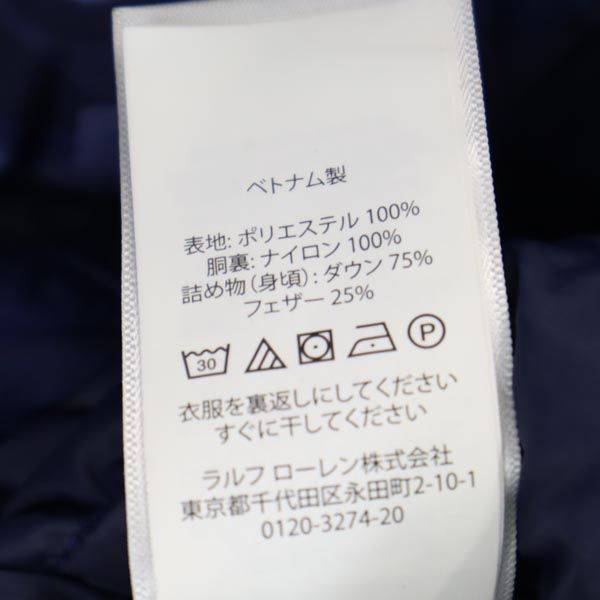 ベトナム製
表地: ポリエステル 100%
胴裏: ナイロン 100%
詰め物(身頃): ダウン 75%
フェザー 25%
30 P
衣服を裏返しにしてください
すぐに干してください
ラルフ ローレン株式会社
東京都千代田区永田町2-10-1
0120-3274-20